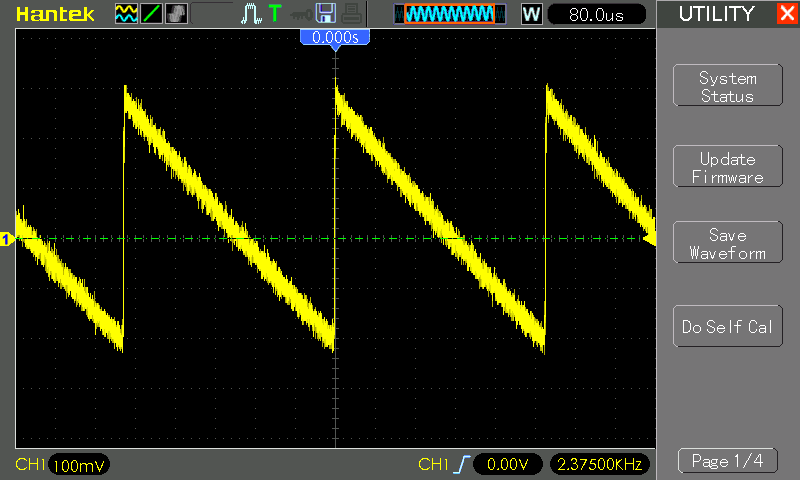 Hantek
T
W
80.0us
UTILITY
0.000s
System
Status
Update
Firmware
Save
Waveform
Do Self Cal
Page 1/4
1
CH1 100mV
CH1 0.00V 2.37500KHz